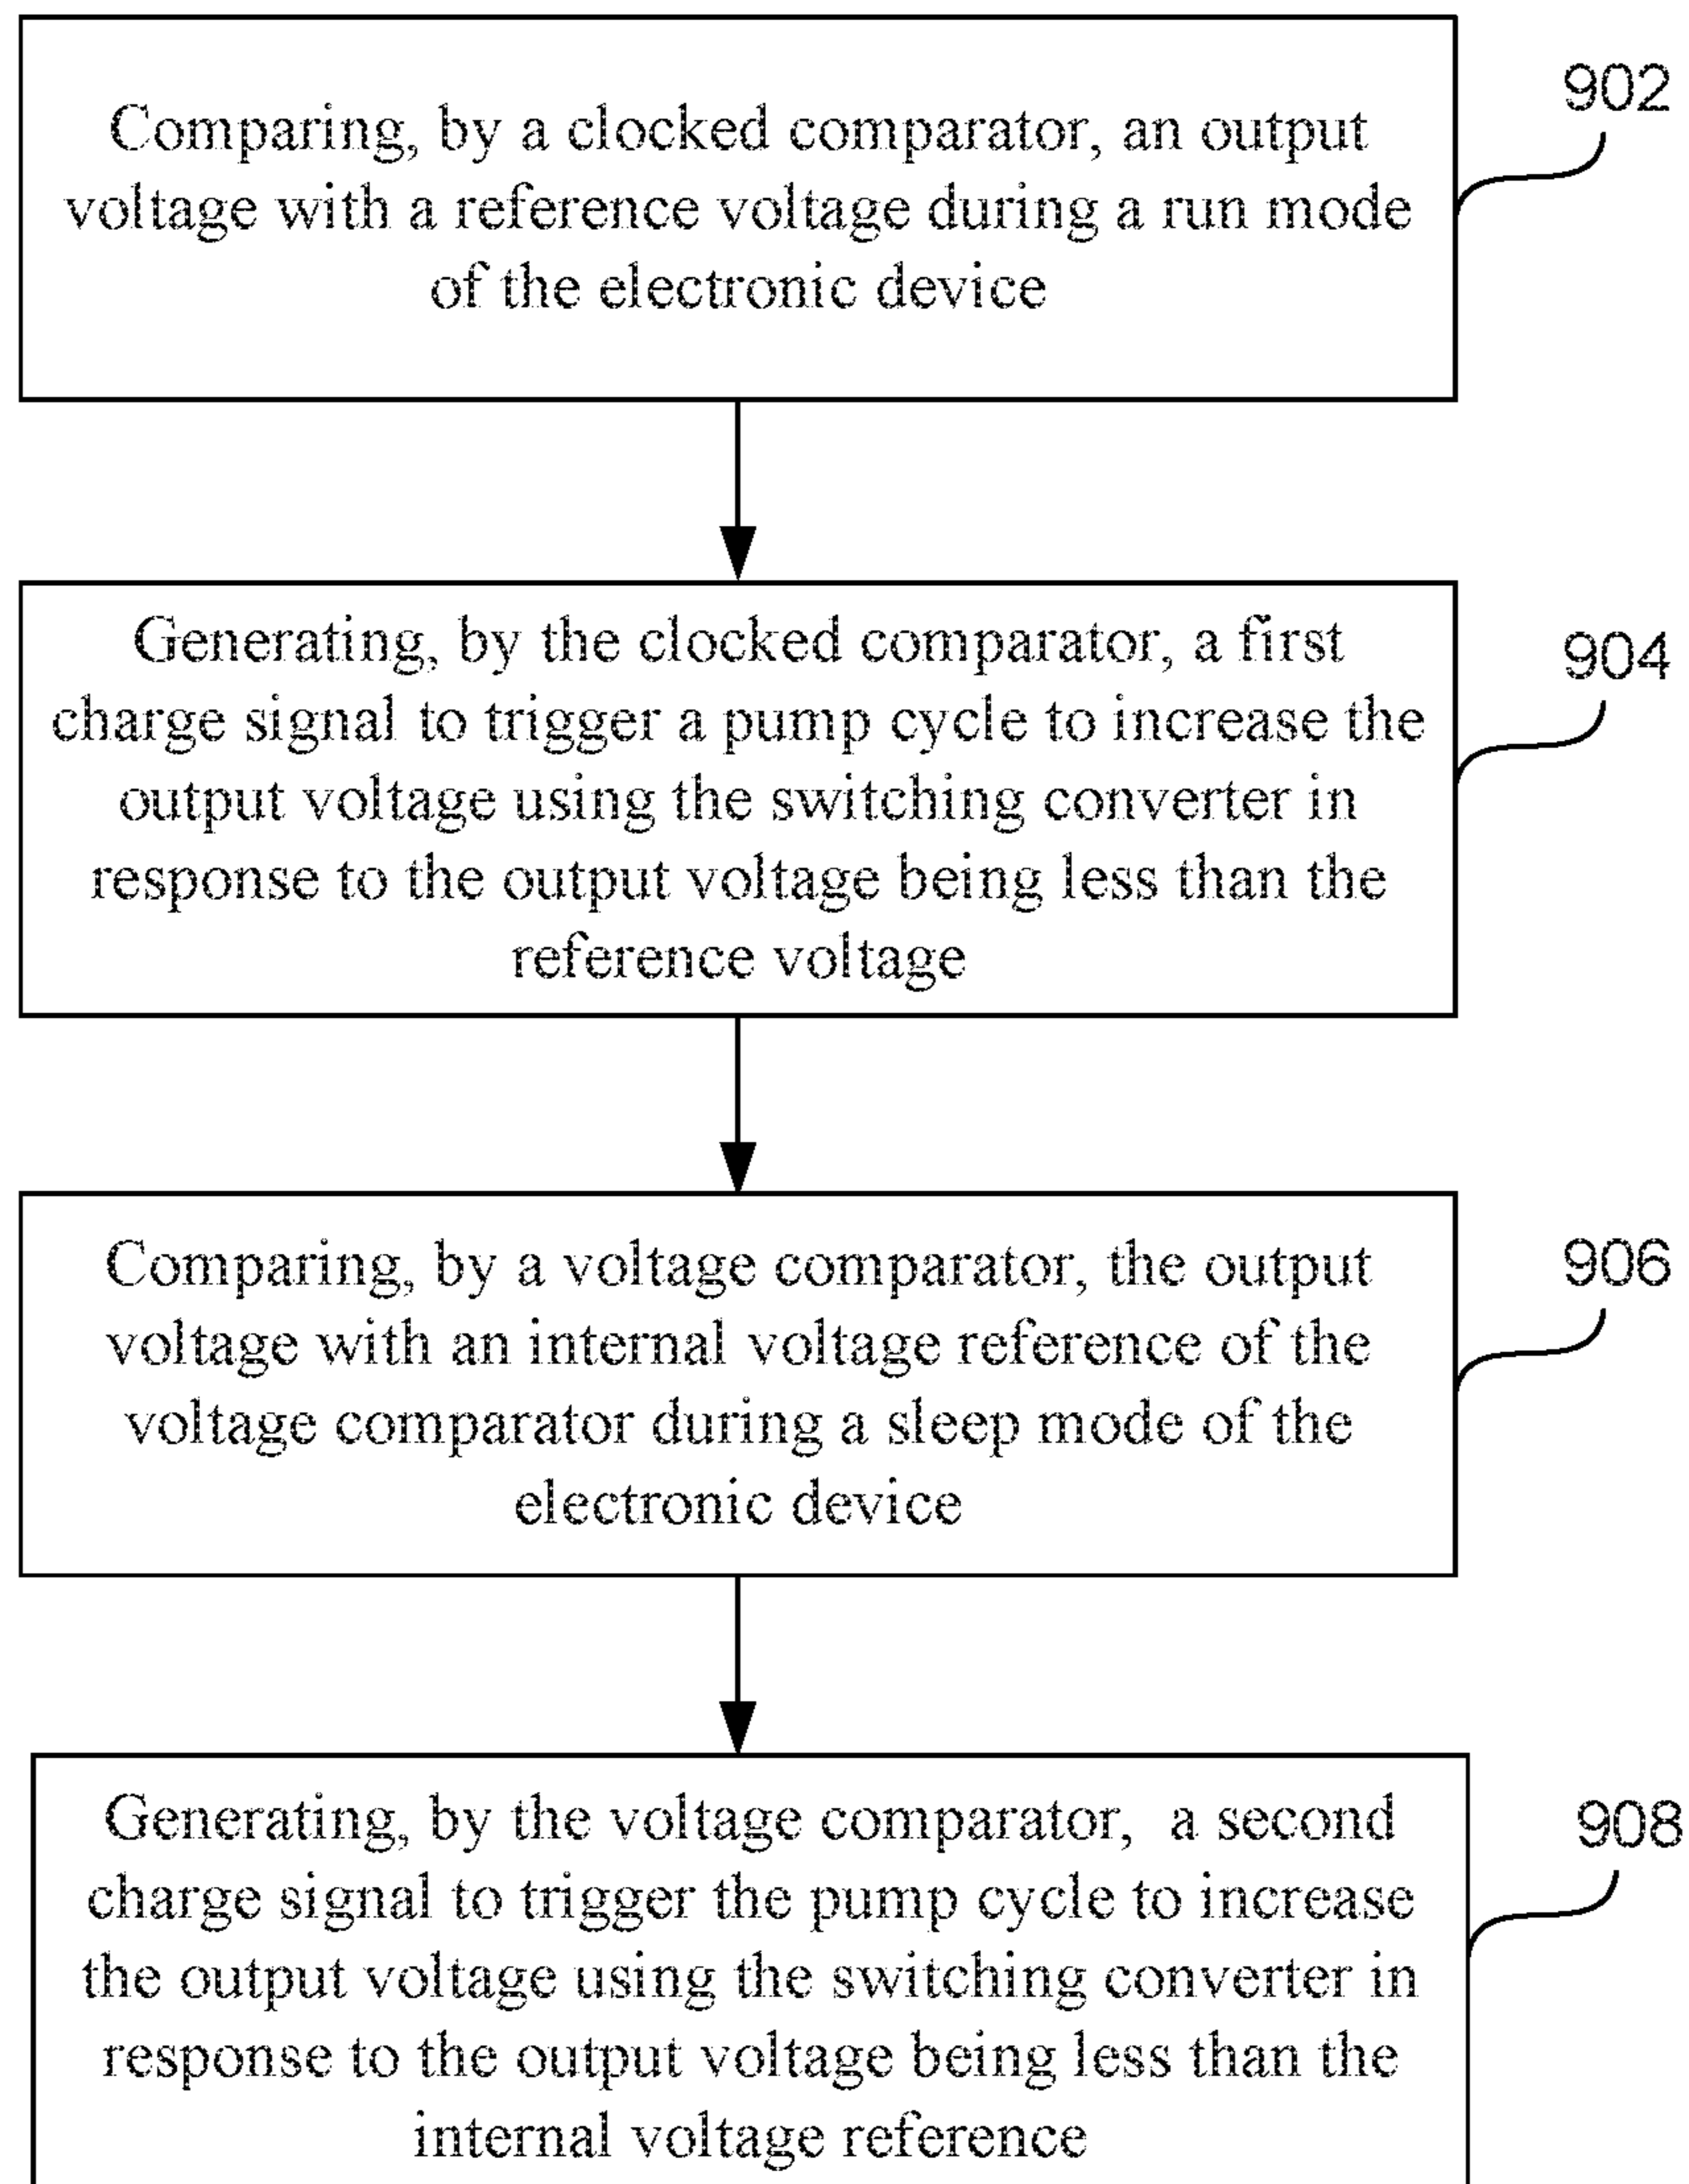 902
Comparing, by a clocked comparator, an output
voltage with a reference voltage during a run mode
of the electronic device
904
Generating, by the clocked comparator, a first
charge signal to trigger a pump cycle to increase the
output voltage using the switching converter in
response to the output voltage being less than the
reference voltage
906
Comparing, by a voltage comparator, the output
voltage with an internal voltage reference of the
voltage comparator during a sleep mode of the
electronic device
908
Generating, by the voltage comparator, a second
charge signal to trigger the pump cycle to increase
the output voltage using the switching converter in
response to the output voltage being less than the
internal voltage reference